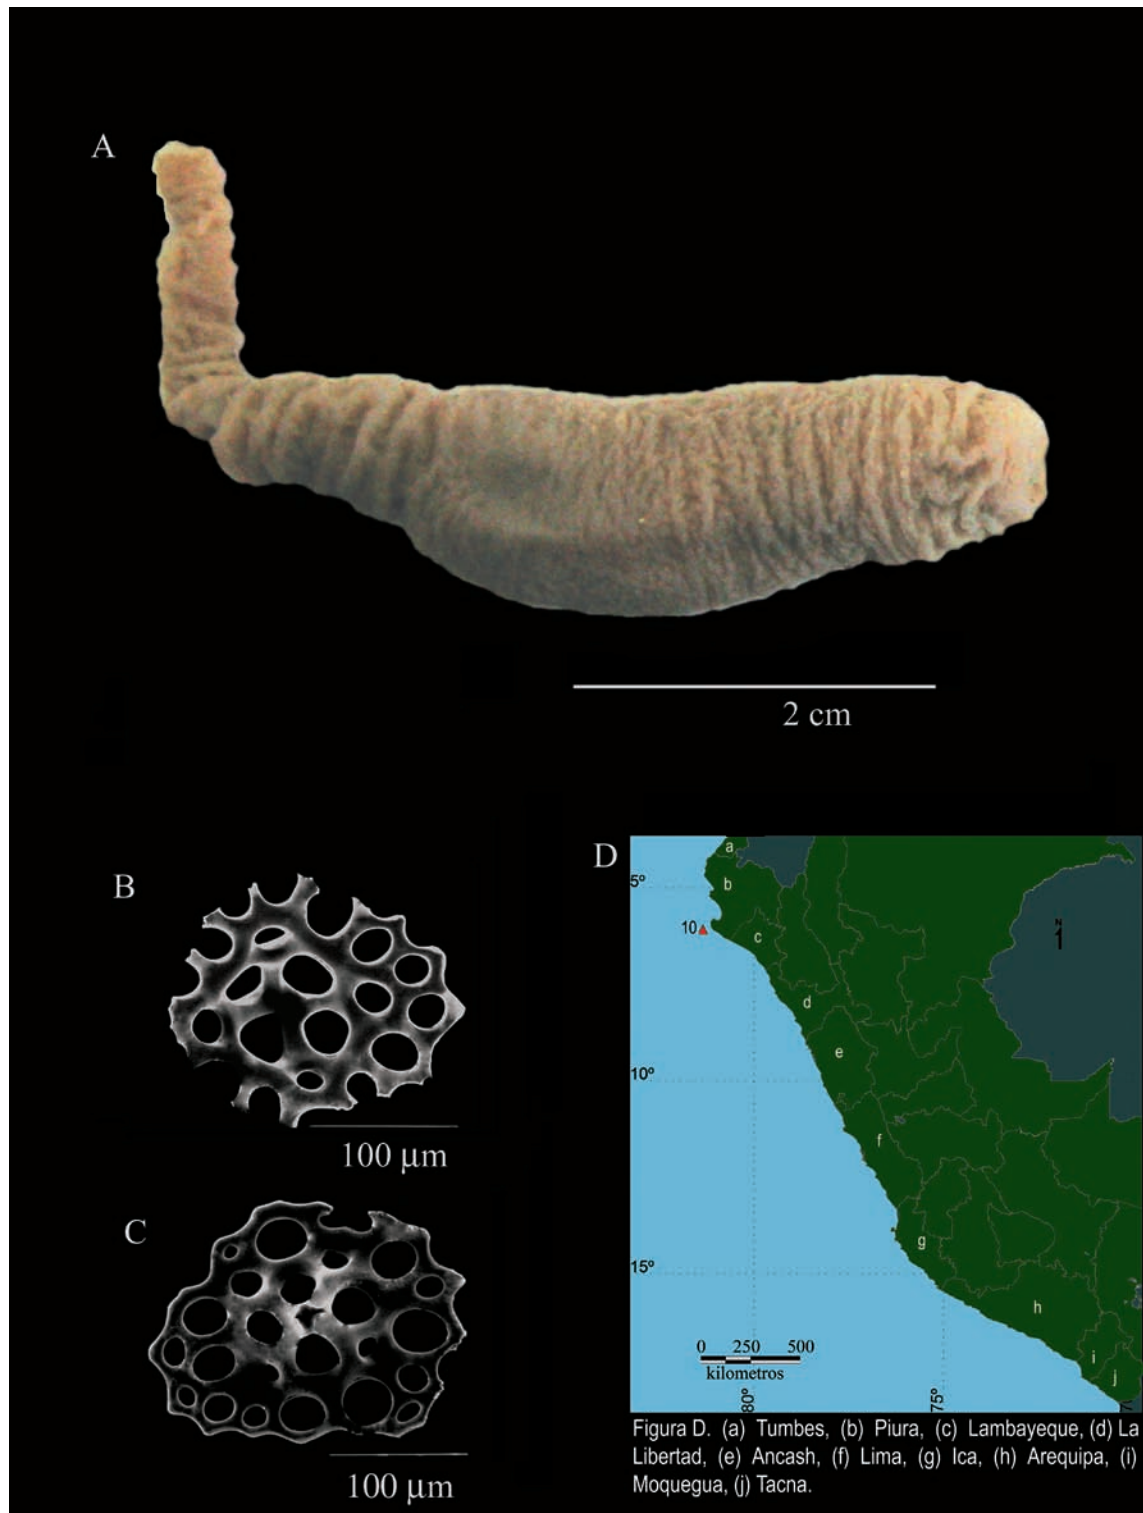 A
2 cm
B
100 µm
C
100 µm
D
a
5º
b
10
c
N
1
d
e
10º
f
g
15º
h
0 250 500
kilometros
i
j
80º
75º
Figura D. (a) Tumbes, (b) Piura, (c) Lambayeque, (d) La
Libertad, (e) Ancash, (f) Lima, (g) Ica, (h) Arequipa, (i)
Moquegua, (j) Tacna.